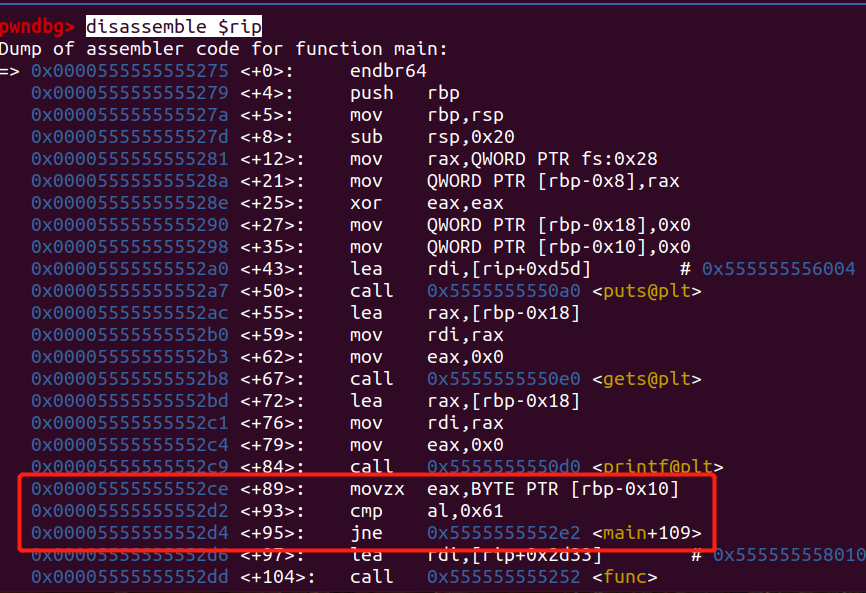 pwndbg> disassemble $rip
Dump of assembler code for function main:
=> 0x0000555555555275 <+0>:     endbr64
   0x0000555555555279 <+4>:     push   rbp
   0x000055555555527a <+5>:     mov    rbp,rsp
   0x000055555555527d <+8>:     sub    rsp,0x20
   0x0000555555555281 <+12>:    mov    rax,QWORD PTR fs:0x28
   0x000055555555528a <+21>:    mov    QWORD PTR [rbp-0x8],rax
   0x000055555555528e <+25>:    xor    eax,eax
   0x0000555555555290 <+27>:    mov    QWORD PTR [rbp-0x18],0x0
   0x0000555555555298 <+35>:    mov    QWORD PTR [rbp-0x10],0x0
   0x00005555555552a0 <+43>:    lea    rdi,[rip+0xd5d]        # 0x555555556004
   0x00005555555552a7 <+50>:    call   0x5555555550a0 <puts@plt>
   0x00005555555552ac <+55>:    lea    rax,[rbp-0x18]
   0x00005555555552b0 <+59>:    mov    rdi,rax
   0x00005555555552b3 <+62>:    mov    eax,0x0
   0x00005555555552b8 <+67>:    call   0x5555555550e0 <gets@plt>
   0x00005555555552bd <+72>:    lea    rax,[rbp-0x18]
   0x00005555555552c1 <+76>:    mov    rdi,rax
   0x00005555555552c4 <+79>:    mov    eax,0x0
   0x00005555555552c9 <+84>:    call   0x5555555550d0 <printf@plt>
   0x00005555555552ce <+89>:    movzx  eax,BYTE PTR [rbp-0x10]
   0x00005555555552d2 <+93>:    cmp    al,0x61
   0x00005555555552d4 <+95>:    jne    0x5555555552e2 <main+109>
   0x00005555555552d6 <+97>:    lea    rdi,[rip+0x2d33]        # 0x555555558010
   0x00005555555552dd <+104>:   call   0x555555555252 <func>